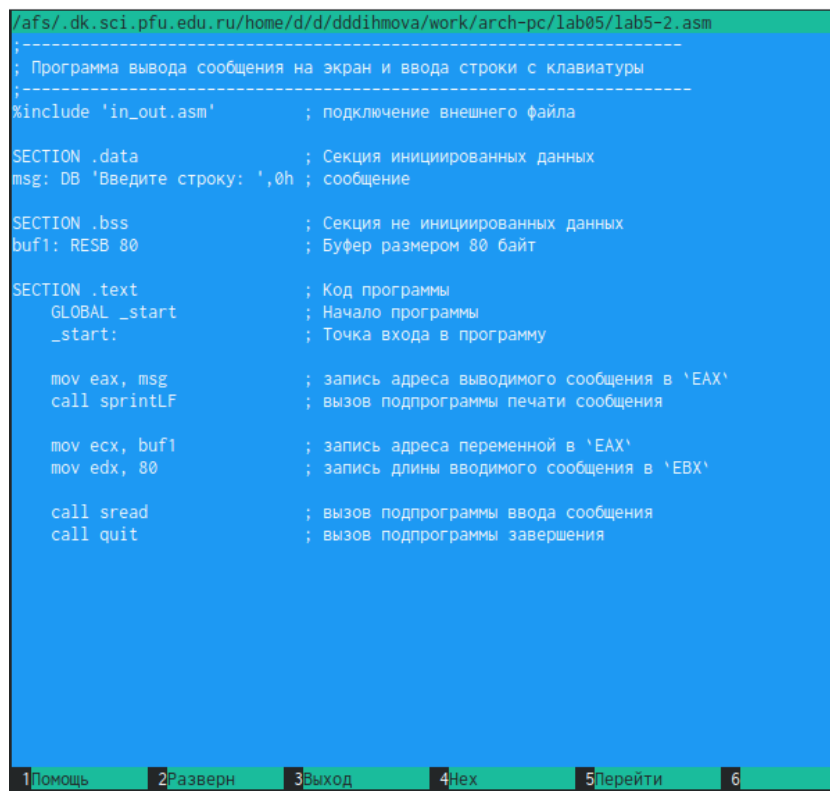 /afs/.dk.sci.pfu.edu.ru/home/d/d/dddihmova/work/arch-pc/lab05/lab5-2.asm
;--------------------------------------------------------------------
; Программа вывода сообщения на экран и ввода строки с клавиатуры
;---------------------------------------------------------------------
%include 'in_out.asm'         ; подключение внешнего файла
SECTION .data                 ; Секция инициированных данных
msg: DB 'Введите строку: ',0h ; сообщение
SECTION .bss                  ; Секция не инициированных данных
buf1: RESB 80                 ; Буфер размером 80 байт
SECTION .text                 ; Код программы
    GLOBAL _start             ; Начало программы
    _start:                   ; Точка входа в программу
    mov eax, msg              ; запись адреса выводимого сообщения в `EAX`
    call sprintLF             ; вызов подпрограммы печати сообщения
    mov ecx, buf1             ; запись адреса переменной в `EAX`
    mov edx, 80               ; запись длины вводимого сообщения в `EBX`
    call sread                ; вызов подпрограммы ввода сообщения
    call quit                 ; вызов подпрограммы завершения
1Помощь 2Разверн 3Выход 4Hex 5Перейти 6